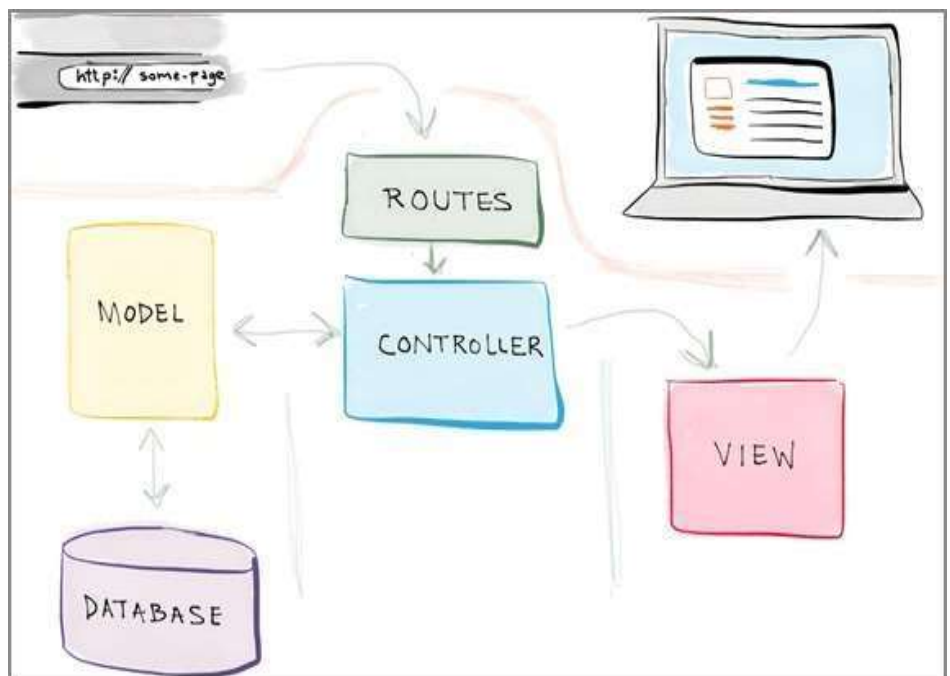 http:// some-page
ROUTES
MODEL
CONTROLLER
VIEW
DATABASE